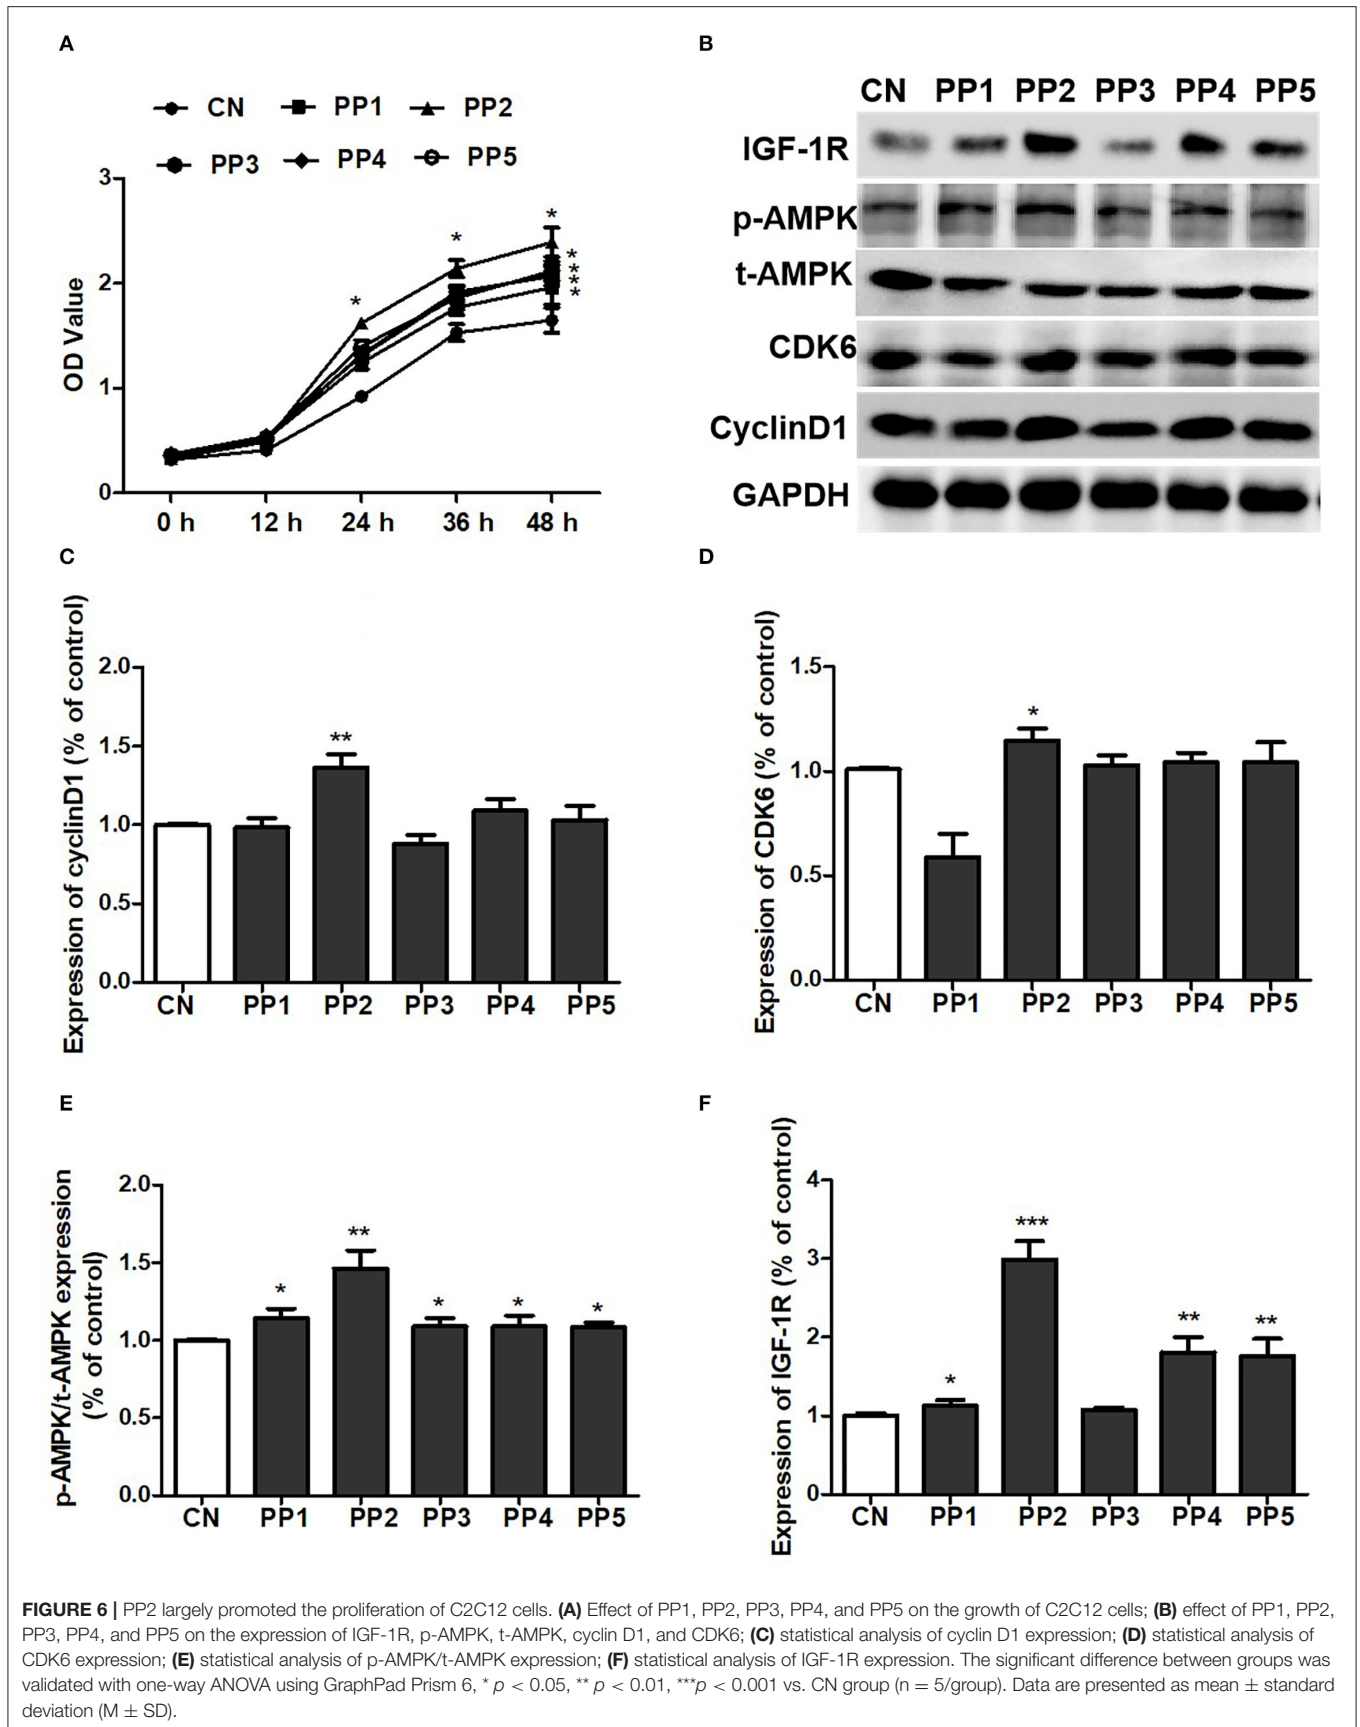 A
CN PP1 PP2
PP3 PP4 PP5
OD Value
3
2
1
0
*
*
*
*
*
*
*
0 h 12 h 24 h 36 h 48 h
B
CN PP1 PP2 PP3 PP4 PP5
IGF-1R
p-AMPK
t-AMPK
CDK6
CyclinD1
GAPDH
C
Expression of cyclinD1 (% of control)
2.0
1.5
1.0
0.5
0.0
**
CN PP1 PP2 PP3 PP4 PP5
D
Expression of CDK6 (% of control)
1.5
1.0
0.5
0.0
*
CN PP1 PP2 PP3 PP4 PP5
E
p-AMPK/t-AMPK expression
(% of control)
2.0
1.5
1.0
0.5
0.0
* ** * * *
CN PP1 PP2 PP3 PP4 PP5
F
Expression of IGF-1R (% of control)
4
3
2
1
0
* *** ** **
CN PP1 PP2 PP3 PP4 PP5
FIGURE 6 | PP2 largely promoted the proliferation of C2C12 cells. (A) Effect of PP1, PP2, PP3, PP4, and PP5 on the growth of C2C12 cells; (B) effect of PP1, PP2,
PP3, PP4, and PP5 on the expression of IGF-1R, p-AMPK, t-AMPK, cyclin D1, and CDK6; (C) statistical analysis of cyclin D1 expression; (D) statistical analysis of
CDK6 expression; (E) statistical analysis of p-AMPK/t-AMPK expression; (F) statistical analysis of IGF-1R expression. The significant difference between groups was
validated with one-way ANOVA using GraphPad Prism 6, * p < 0.05, ** p < 0.01, ***p < 0.001 vs. CN group (n = 5/group). Data are presented as mean ± standard
deviation (M ± SD).